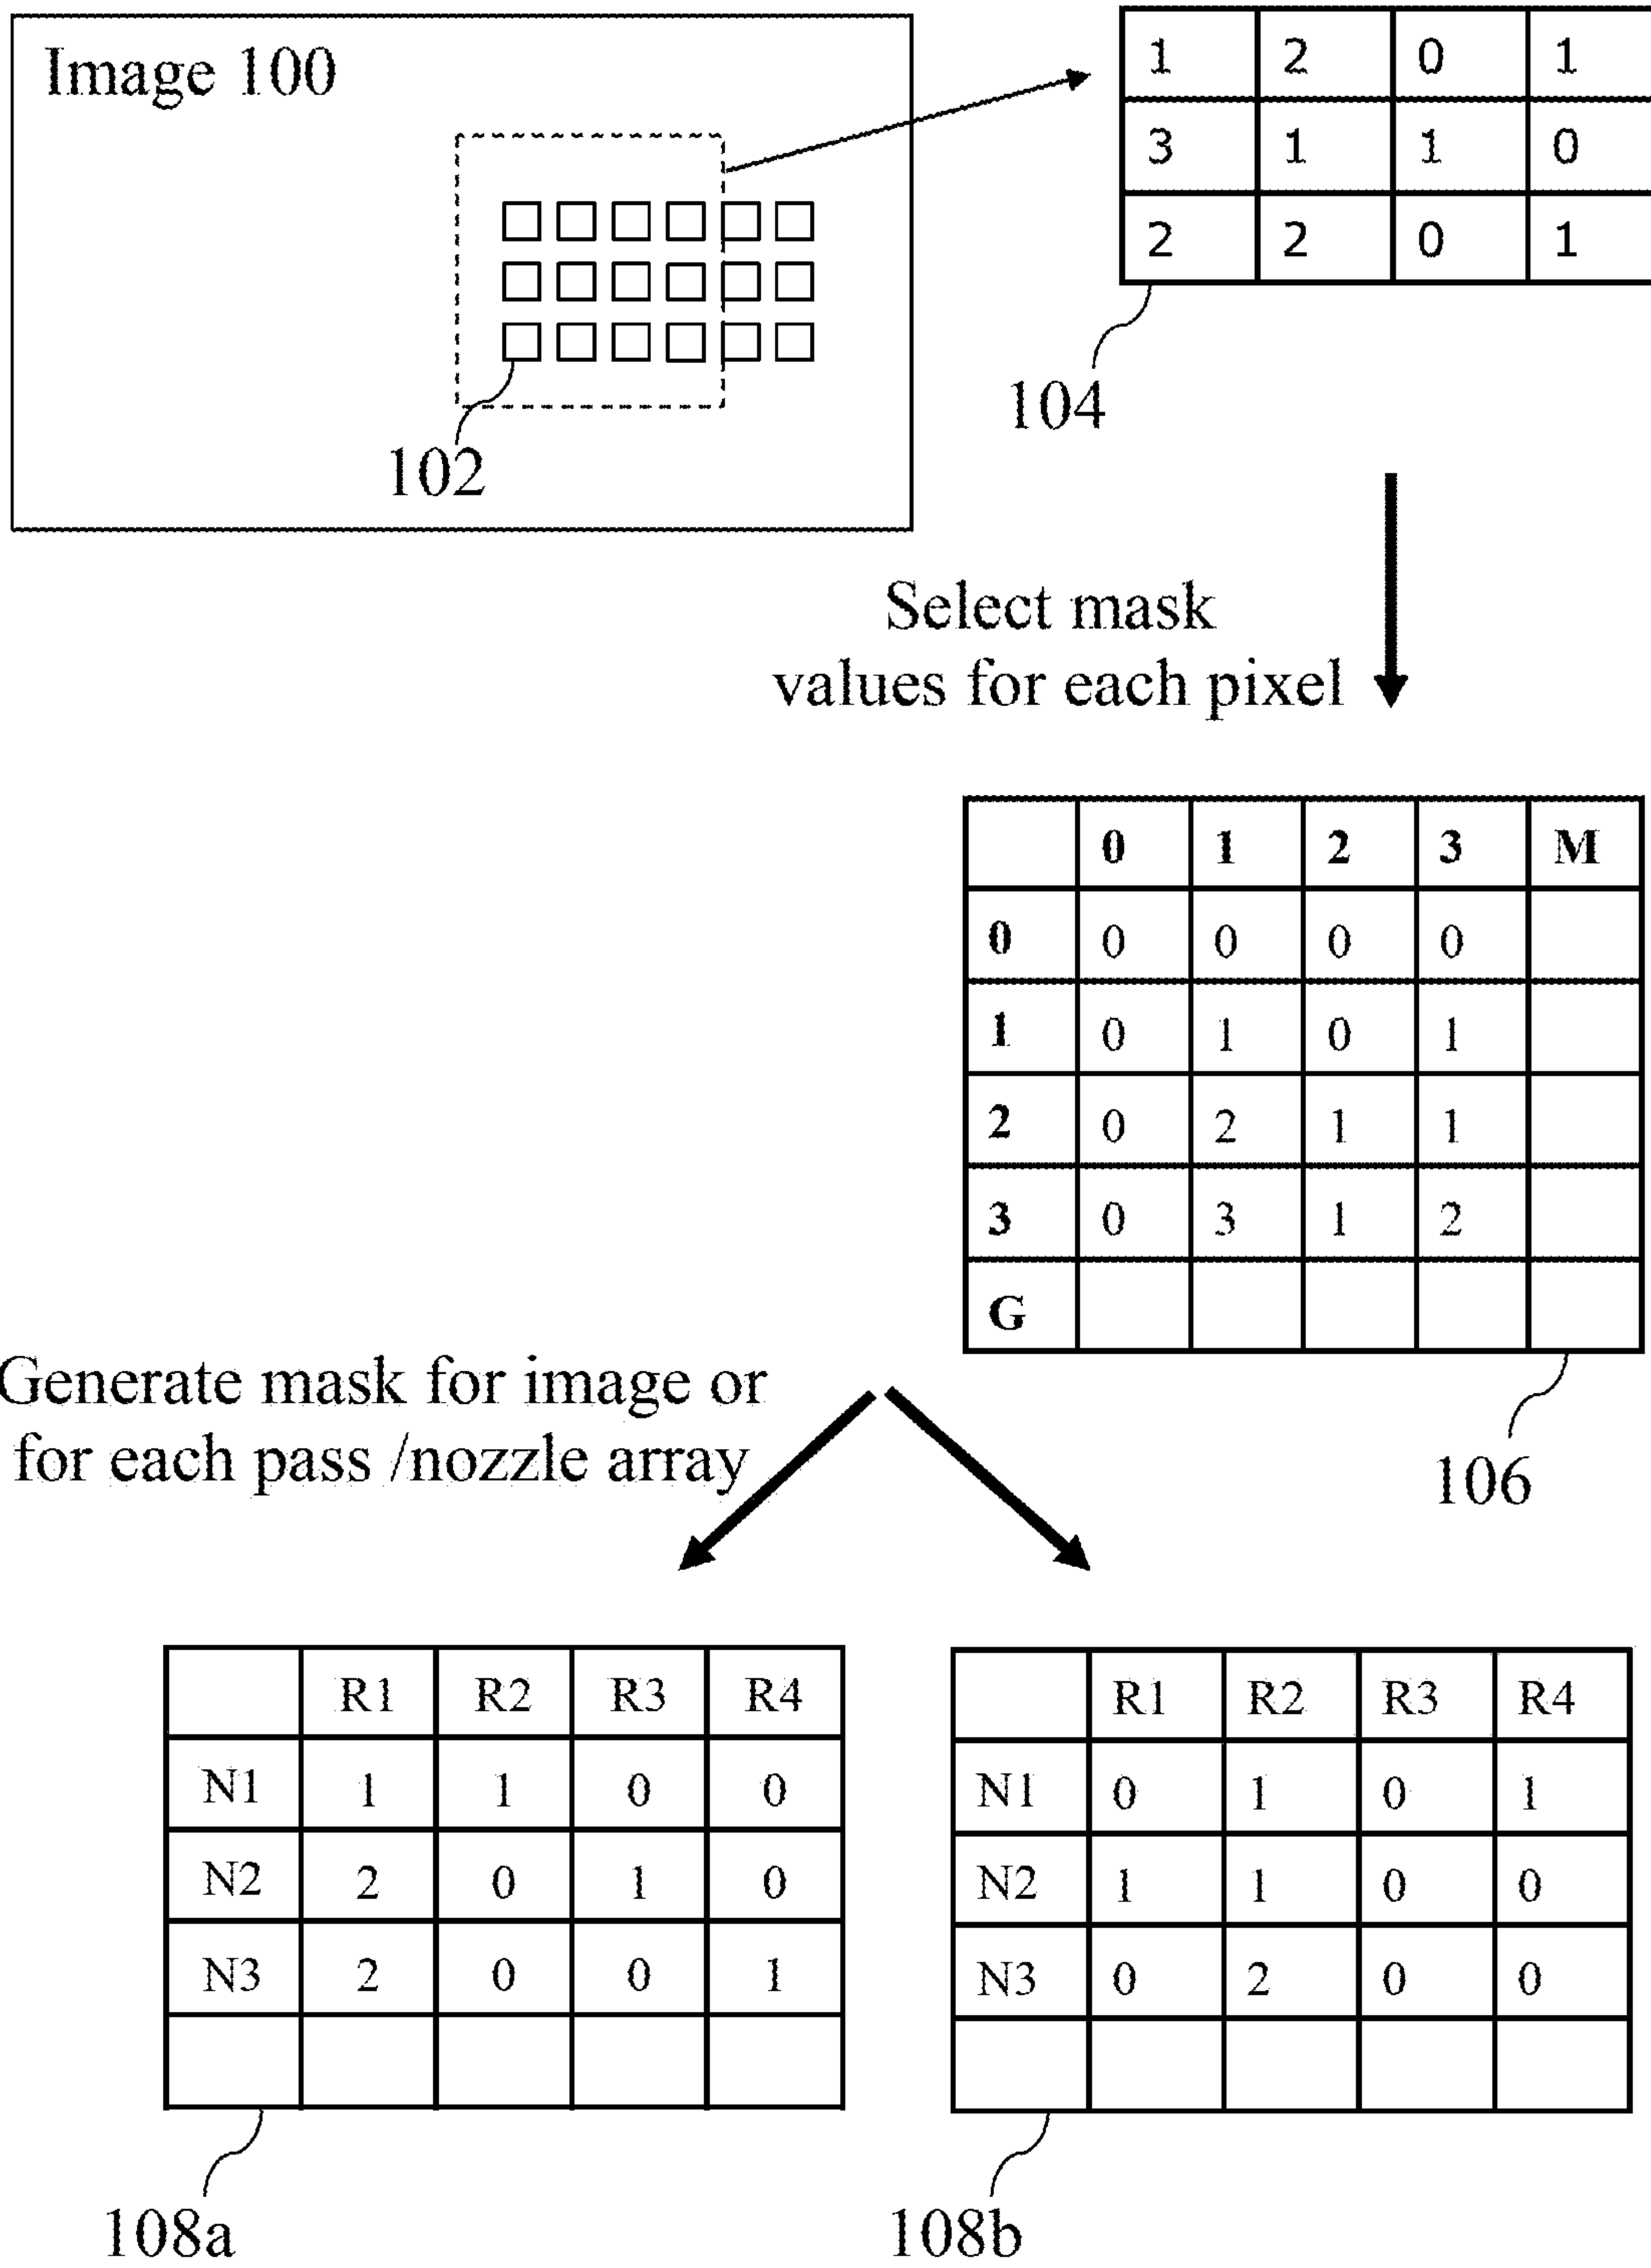 Image 100
1 2 0 1
3 1 1 0
2 2 0 1
102
104
Select mask
values for each pixel
0 1 2 3 M
0 0 0 0 0
1 0 1 0 1
2 0 2 1 1
3 0 3 1 2
G
106
Generate mask for image or
for each pass /nozzle array
R1 R2 R3 R4
N1 1 1 0 0
N2 2 0 1 0
N3 2 0 0 1
108a
R1 R2 R3 R4
N1 0 1 0 1
N2 1 1 0 0
N3 0 2 0 0
108b